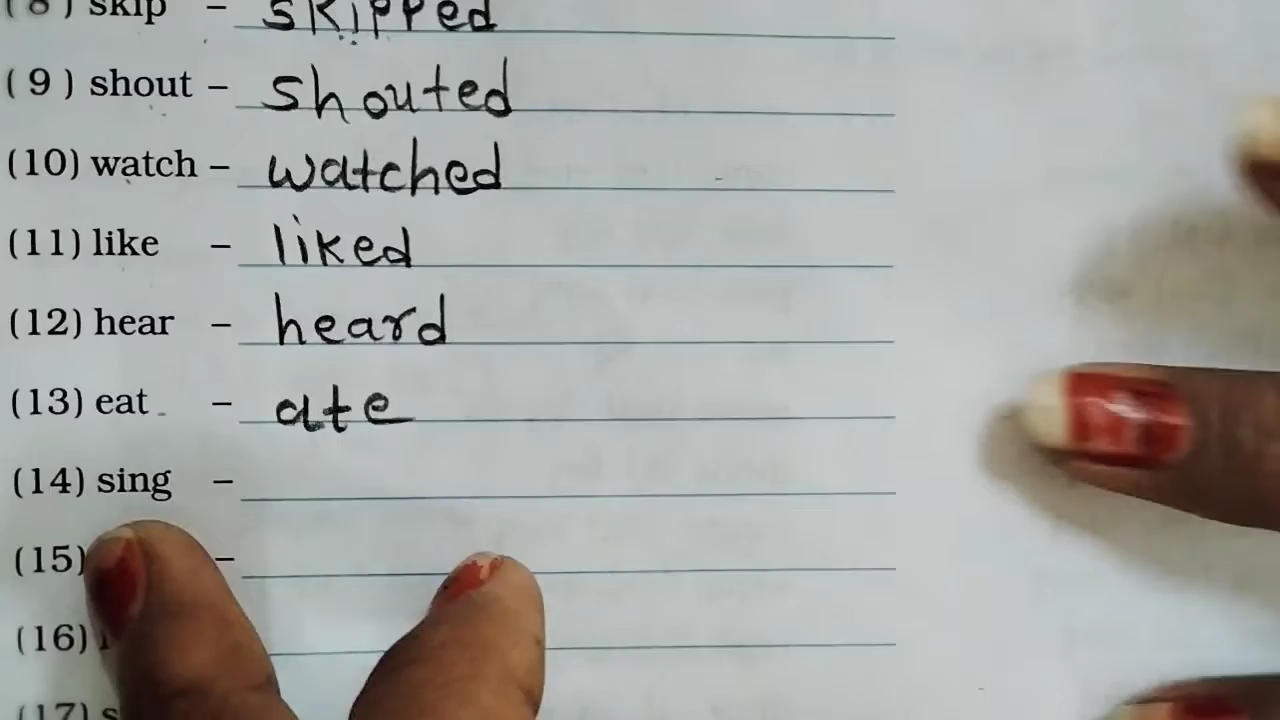 (8) skip - skipped
(9) shout - shouted
(10) watch - watched
(11) like - liked
(12) hear - heard
(13) eat - ate
(14) sing -
(15) -
(16)
(17) s